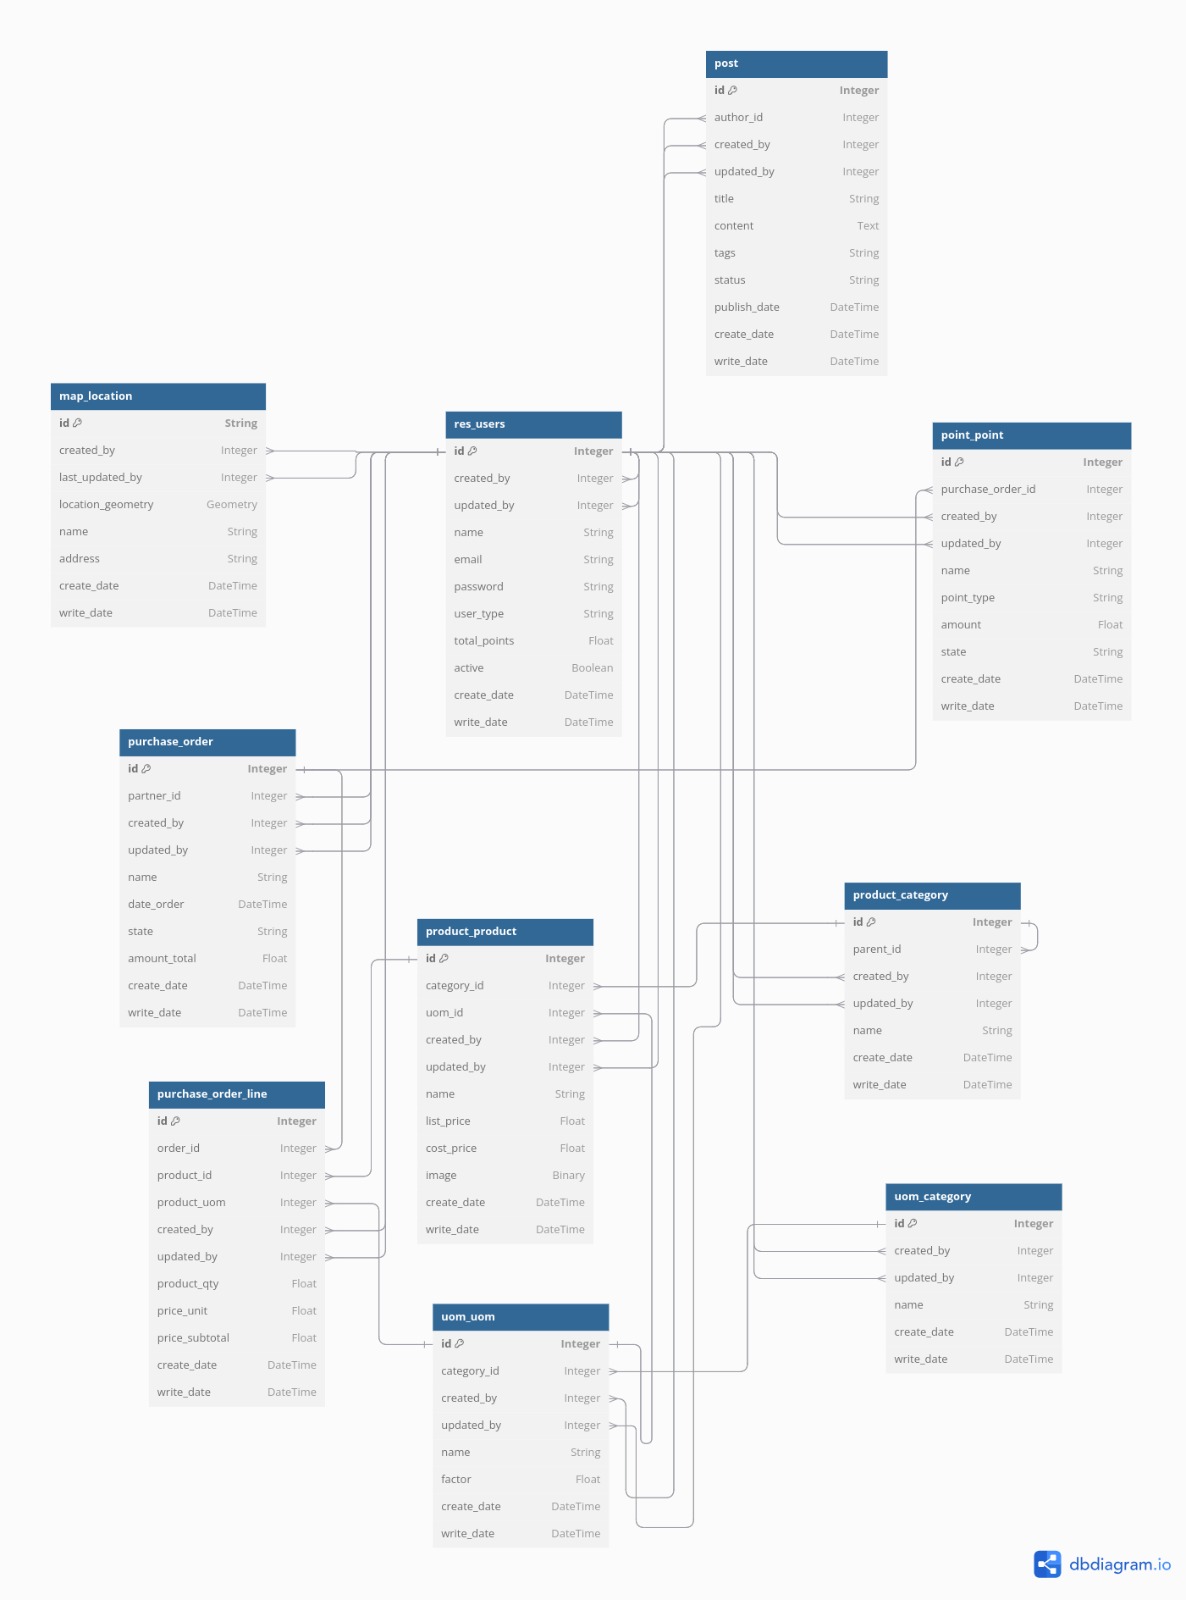 post
id Integer
author_id Integer
created_by Integer
updated_by Integer
title String
content Text
tags String
status String
publish_date DateTime
create_date DateTime
write_date DateTime
map_location
id String
created_by Integer
last_updated_by Integer
location_geometry Geometry
name String
address String
create_date DateTime
write_date DateTime
res_users
id Integer
created_by Integer
updated_by Integer
name String
email String
password String
user_type String
total_points Float
active Boolean
create_date DateTime
write_date DateTime
point_point
id Integer
purchase_order_id Integer
created_by Integer
updated_by Integer
name String
point_type String
amount Float
state String
create_date DateTime
write_date DateTime
purchase_order
id Integer
partner_id Integer
created_by Integer
updated_by Integer
name String
date_order DateTime
state String
amount_total Float
create_date DateTime
write_date DateTime
product_category
id Integer
parent_id Integer
created_by Integer
updated_by Integer
name String
create_date DateTime
write_date DateTime
product_product
id Integer
category_id Integer
uom_id Integer
created_by Integer
updated_by Integer
name String
list_price Float
cost_price Float
image Binary
create_date DateTime
write_date DateTime
purchase_order_line
id Integer
order_id Integer
product_id Integer
product_uom Integer
created_by Integer
updated_by Integer
product_qty Float
price_unit Float
price_subtotal Float
create_date DateTime
write_date DateTime
uom_category
id Integer
created_by Integer
updated_by Integer
name String
create_date DateTime
write_date DateTime
uom_uom
id Integer
category_id Integer
created_by Integer
updated_by Integer
name String
factor Float
create_date DateTime
write_date DateTime
dbdiagram.io